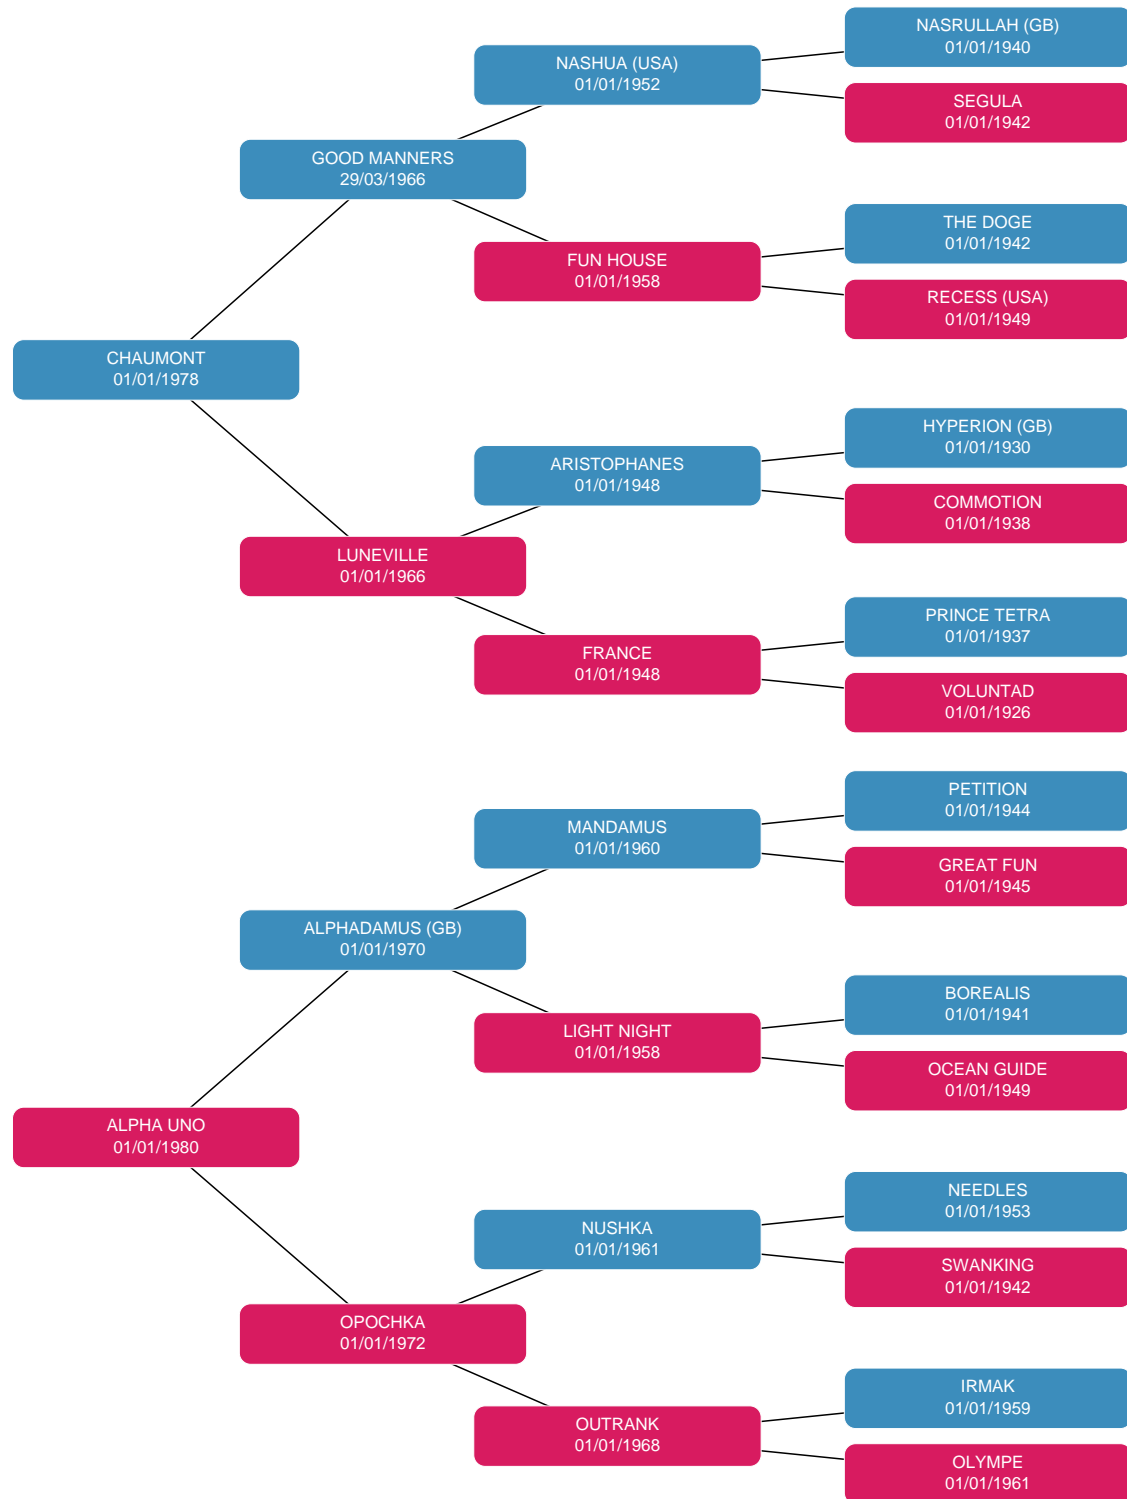 NASRULLAH (GB)
01/01/1940
NASHUA (USA)
01/01/1952
SEGULA
01/01/1942
GOOD MANNERS
29/03/1966
THE DOGE
01/01/1942
FUN HOUSE
01/01/1958
RECESS (USA)
01/01/1949
CHAUMONT
01/01/1978
HYPERION (GB)
01/01/1930
ARISTOPHANES
01/01/1948
COMMOTION
01/01/1938
LUNEVILLE
01/01/1966
PRINCE TETRA
01/01/1937
FRANCE
01/01/1948
VOLUNTAD
01/01/1926
PETITION
01/01/1944
MANDAMUS
01/01/1960
GREAT FUN
01/01/1945
ALPHADAMUS (GB)
01/01/1970
BOREALIS
01/01/1941
LIGHT NIGHT
01/01/1958
OCEAN GUIDE
01/01/1949
ALPHA UNO
01/01/1980
NEEDLES
01/01/1953
NUSHKA
01/01/1961
SWANKING
01/01/1942
OPOCHKA
01/01/1972
IRMAK
01/01/1959
OUTRANK
01/01/1968
OLYMPE
01/01/1961